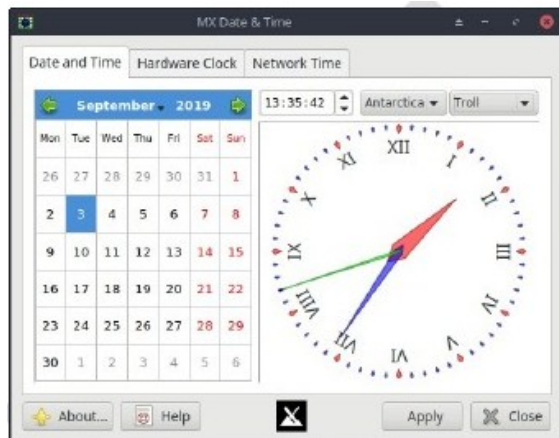 MX Date & Time
Date and Time Hardware Clock Network Time
September 2019 13:35:42 Antarctica Troll
Mon Tue Wed Thu Fri Sat Sun
26 27 28 29 30 31 1
2 3 4 5 6 7 8
9 10 11 12 13 14 15
16 17 18 19 20 21 22
23 24 25 26 27 28 29
30 1 2 3 4 5 6
XII
I
II
III
IV
V
VI
VII
VIII
IX
X
XI
About... Help Apply Close